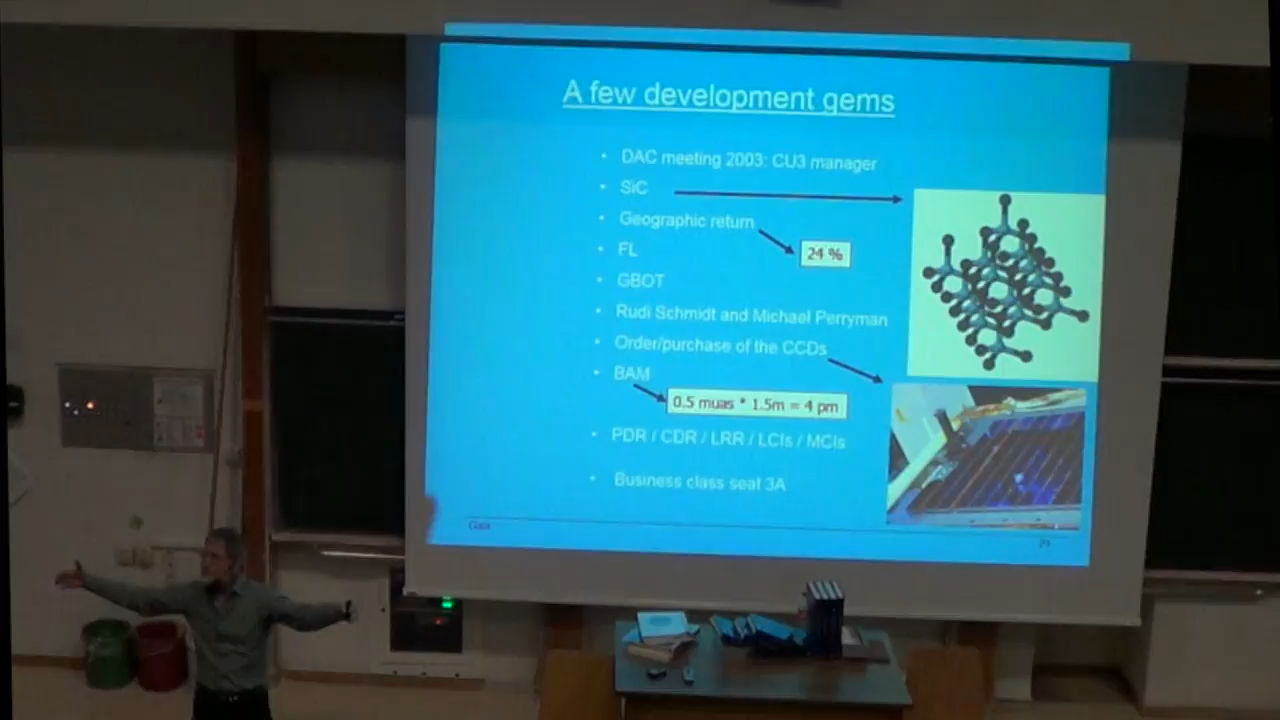 A few development gems
• DAC meeting 2003: CU3 manager
• SiC
• Geographic return
24 %
• FL
• GBOT
• Rudi Schmidt and Michael Perryman
• Order/purchase of the CCDs
• BAM
0.5 muas * 1.5m = 4 pm
• PDR / CDR / LRR / LCIs / MCIs
• Business class seat 3A
Gaia